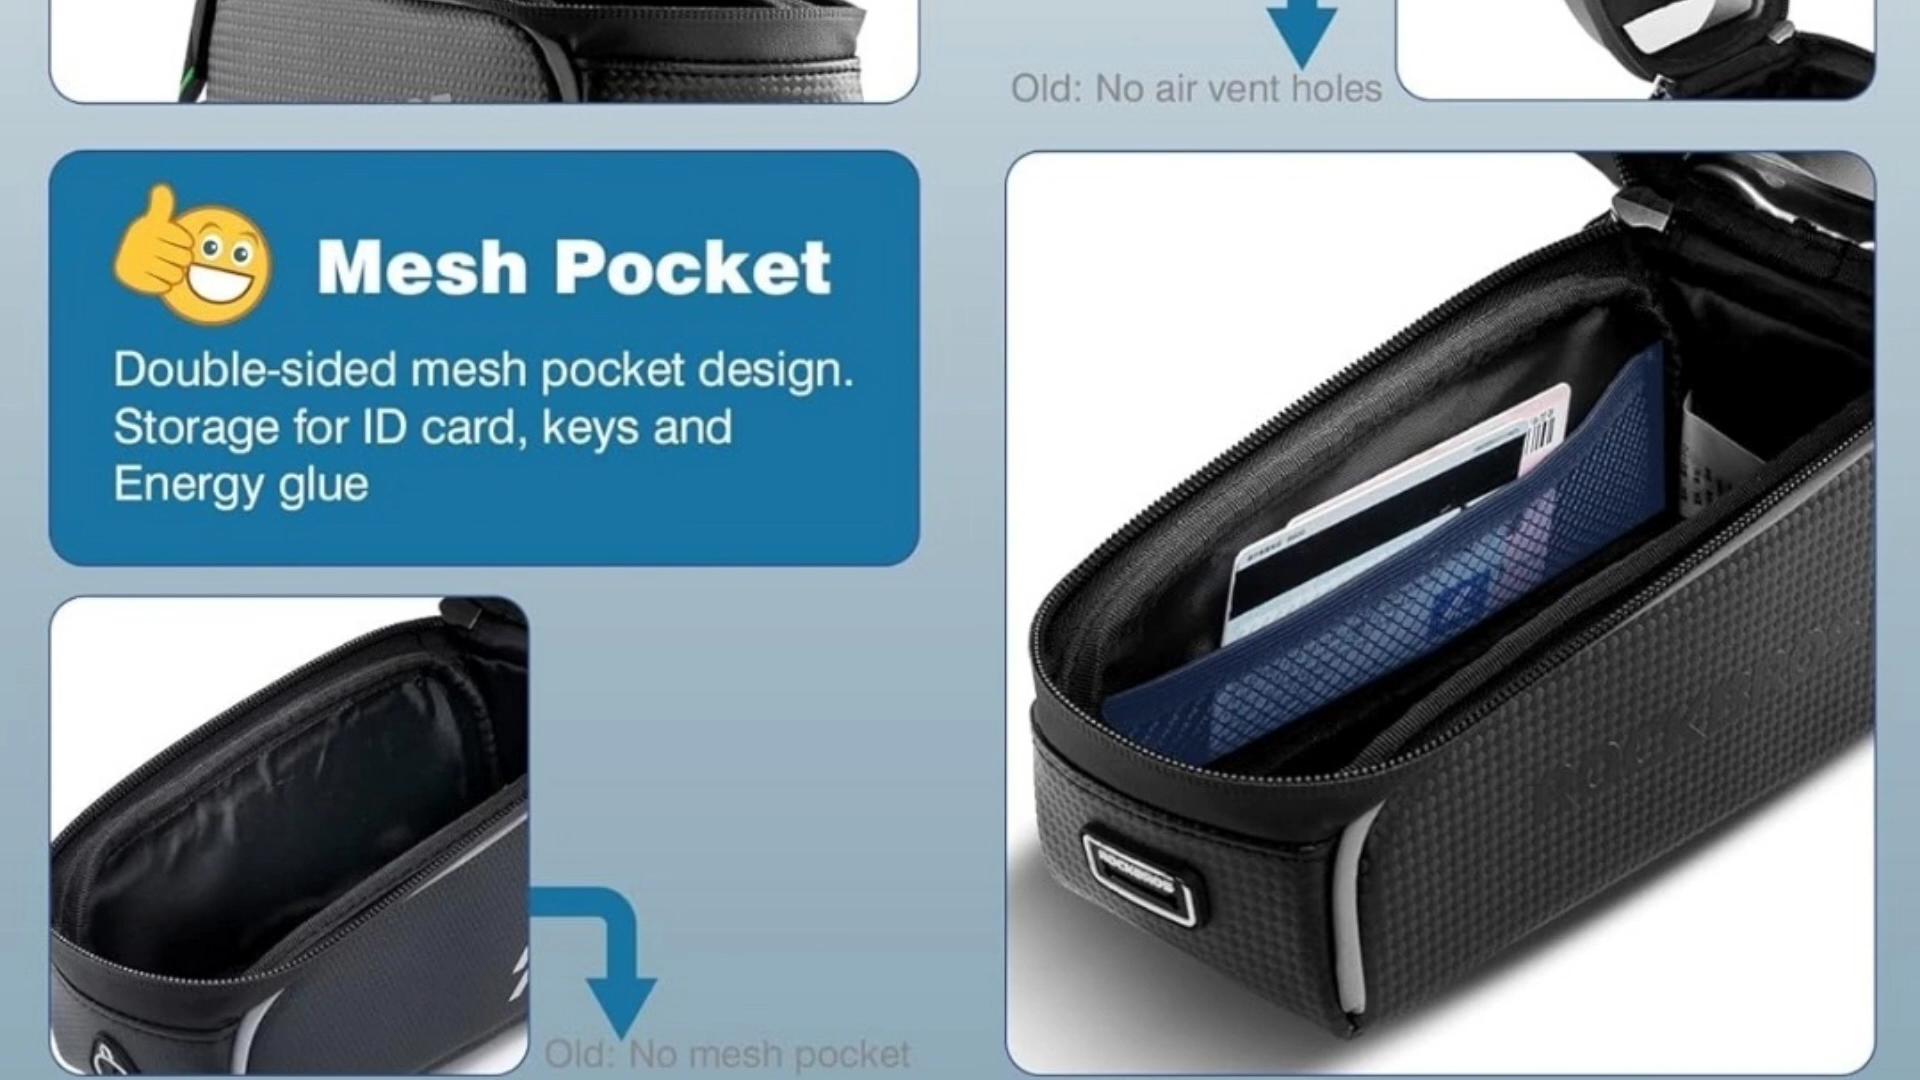 Old: No air vent holes
Mesh Pocket
Double-sided mesh pocket design.
Storage for ID card, keys and
Energy glue
ROCKBROS
Old: No mesh pocket